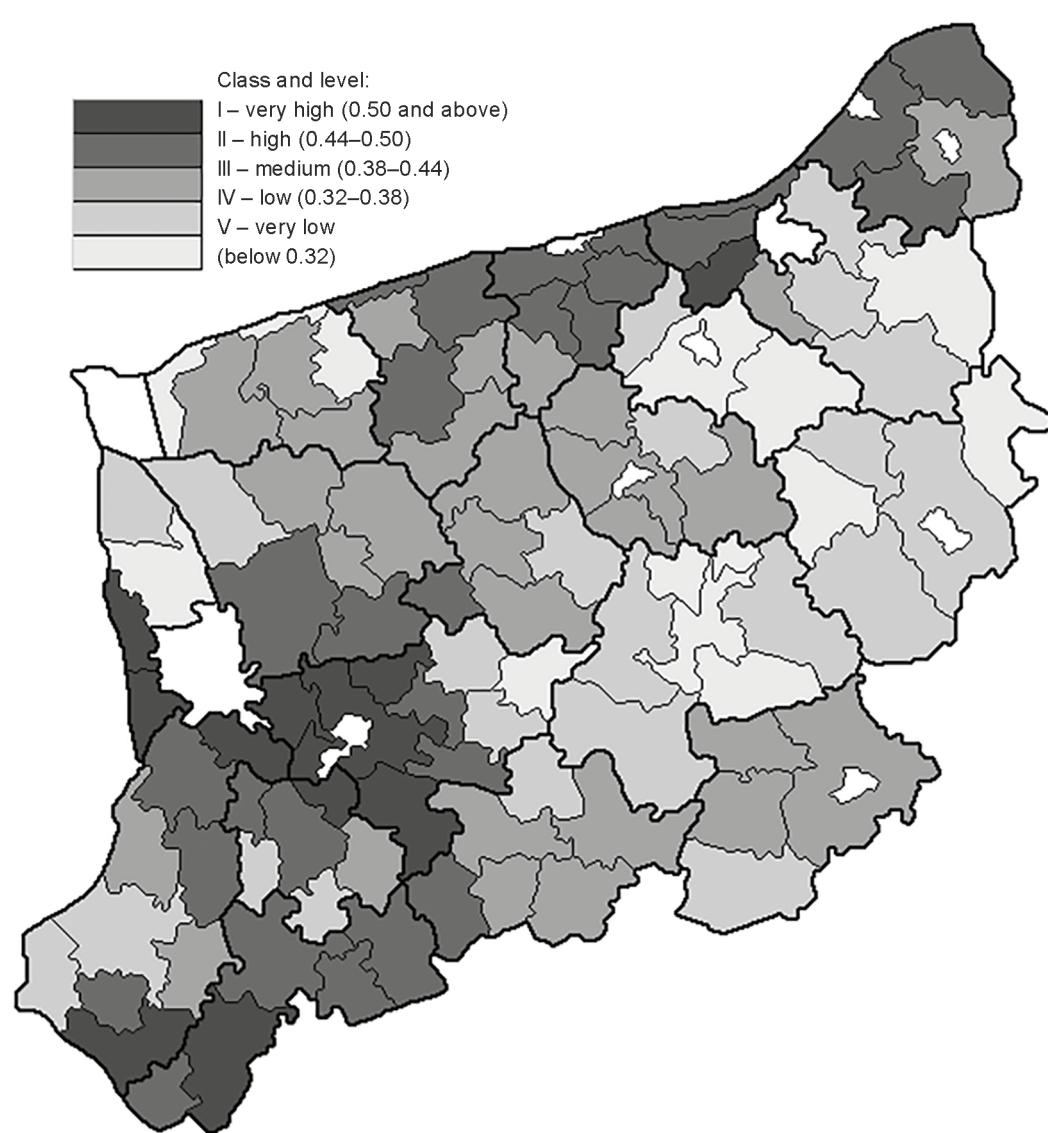 Class and level:
I – very high (0.50 and above)
II – high (0.44–0.50)
III – medium (0.38–0.44)
IV – low (0.32–0.38)
V – very low
(below 0.32)